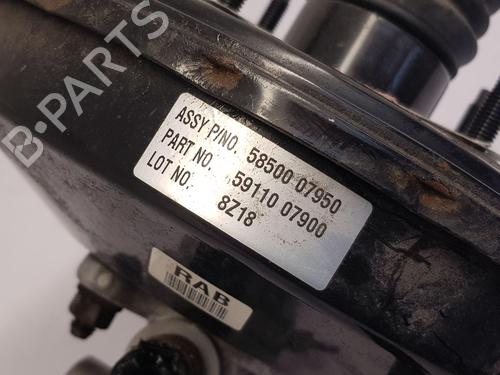 B-PARTS
ASSY P/NO. 58500 07950
PART NO. 59110 07900
LOT NO. 8Z18
RAB